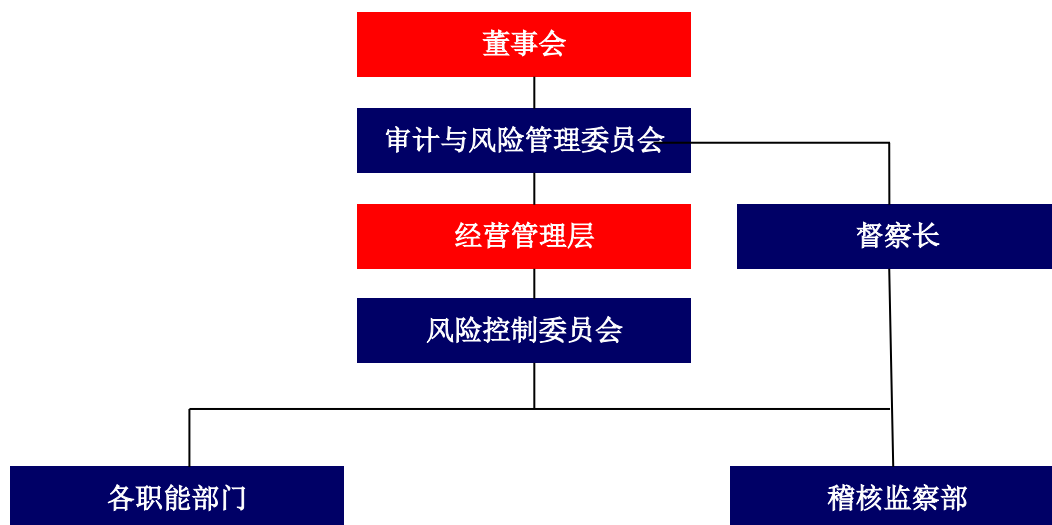 董事会
审计与风险管理委员会
经营管理层
督察长
风险控制委员会
各职能部门
稽核监察部